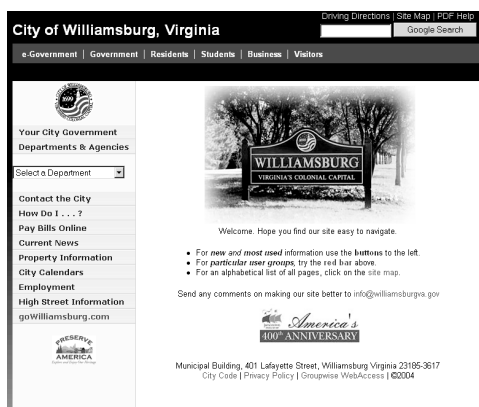 Driving Directions | Site Map | PDF Help
City of Williamsburg, Virginia
Google Search
e-Government | Government | Residents | Students | Business | Visitors
1699
Your City Government
Departments & Agencies
Select a Department
Contact the City
How Do I . . . ?
Pay Bills Online
Current News
Property Information
City Calendars
Employment
High Street Information
goWilliamsburg.com
PRESERVE
AMERICA
WILLIAMSBURG
VIRGINIA'S COLONIAL CAPITAL
Welcome. Hope you find our site easy to navigate.
• For new and most used information use the buttons to the left.
• For particular user groups, try the red bar above.
• For an alphabetical list of all pages, click on the site map.
Send any comments on making our site better to info@williamsburgva.gov
America's
400th ANNIVERSARY
Municipal Building, 401 Lafayette Street, Williamsburg Virginia 23185-3617
City Code | Privacy Policy | Groupwise WebAccess | ©2004